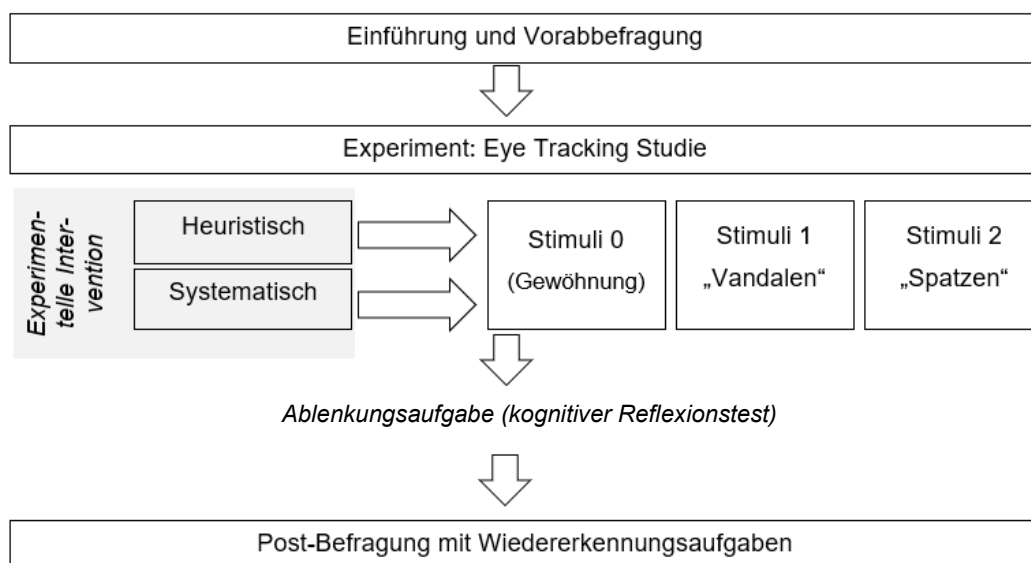 Einführung und Vorabbefragung
Experiment: Eye Tracking Studie
Experimen-
telle Inter-
vention
Heuristisch
Systematisch
Stimuli 0
(Gewöhnung)
Stimuli 1
„Vandalen“
Stimuli 2
„Spatzen“
Ablenkungsaufgabe (kognitiver Reflexionstest)
Post-Befragung mit Wiedererkennungsaufgaben